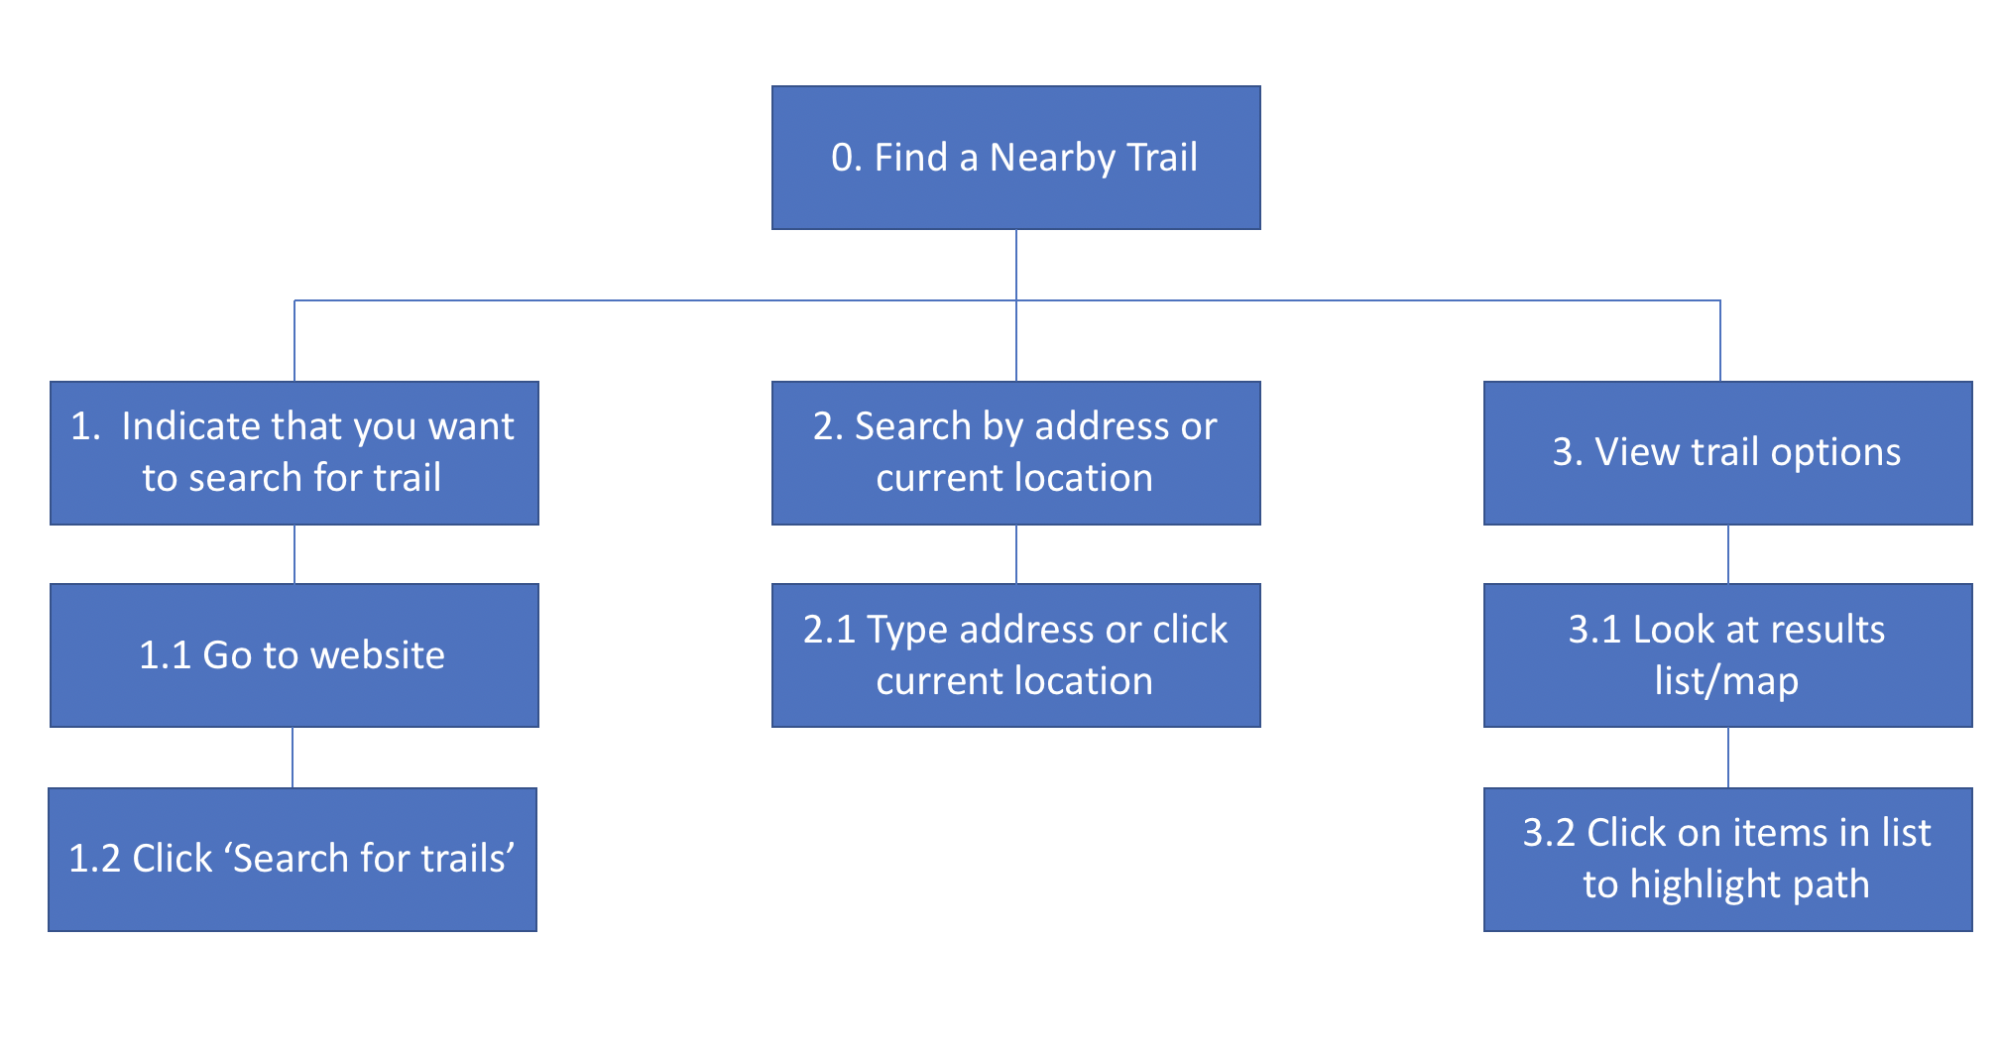 0. Find a Nearby Trail
1.  Indicate that you want
to search for trail
2. Search by address or
current location
3. View trail options
1.1 Go to website
2.1 Type address or click
current location
3.1 Look at results
list/map
1.2 Click ‘Search for trails’
3.2 Click on items in list
to highlight path